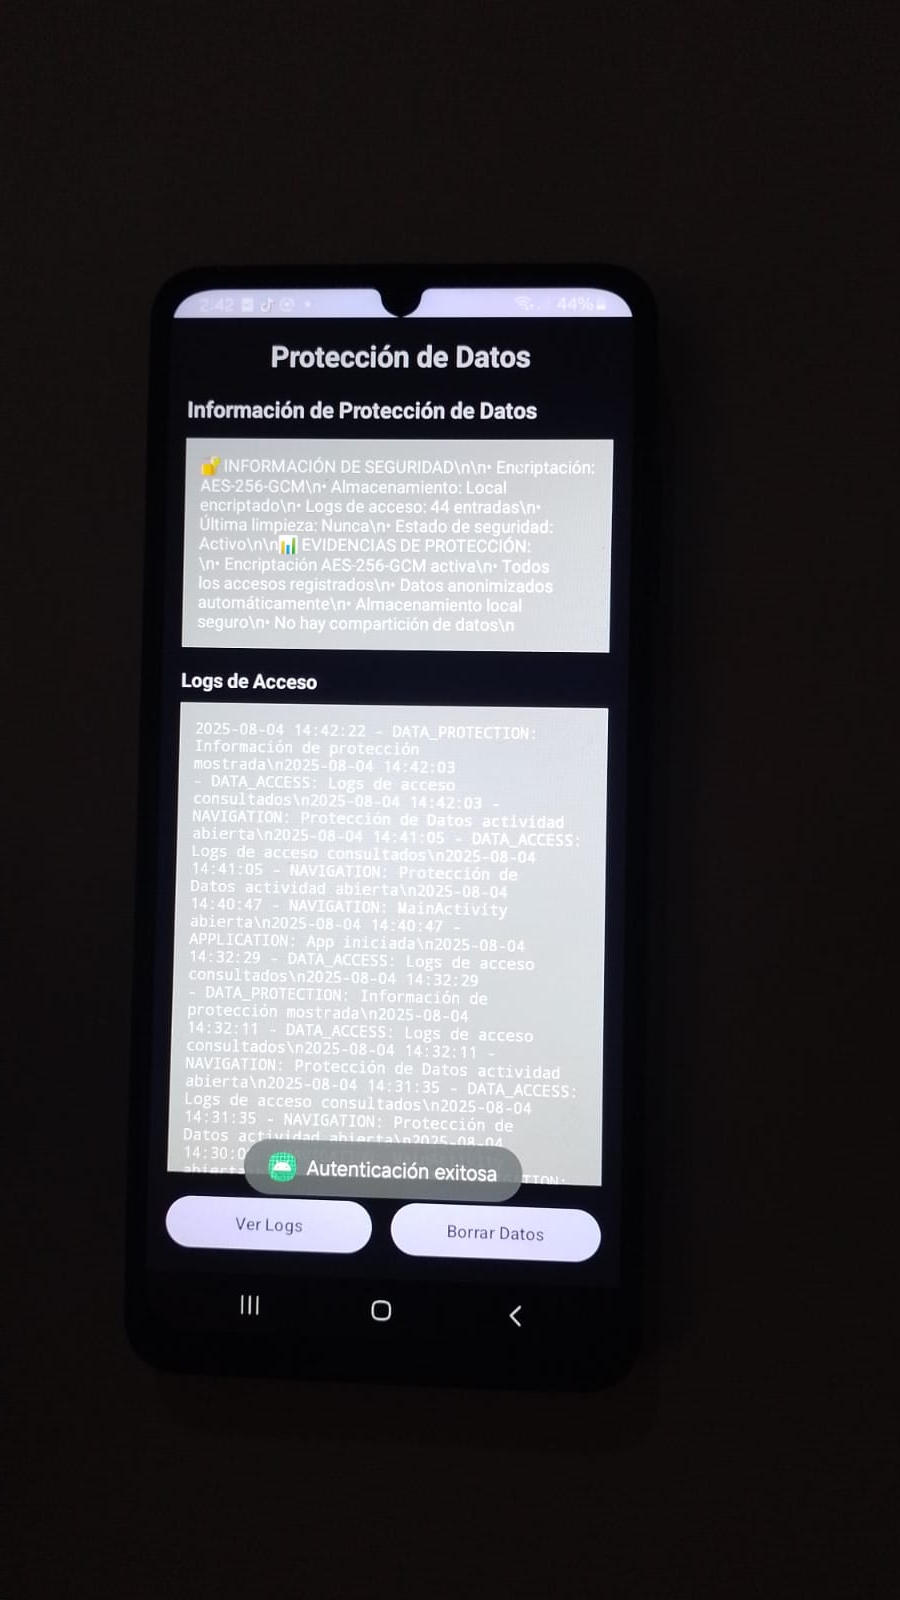 2:42 44%
Protección de Datos
Información de Protección de Datos
🔐 INFORMACIÓN DE SEGURIDAD\n\n• Encriptación:
AES-256-GCM\n• Almacenamiento: Local
encriptado\n• Logs de acceso: 44 entradas\n•
Última limpieza: Nunca\n• Estado de seguridad:
Activo\n\n📊 EVIDENCIAS DE PROTECCIÓN:
\n• Encriptación AES-256-GCM activa\n• Todos
los accesos registrados\n• Datos anonimizados
automáticamente\n• Almacenamiento local
seguro\n• No hay compartición de datos\n
Logs de Acceso
2025-08-04 14:42:22 - DATA_PROTECTION:
Información de protección
mostrada\n2025-08-04 14:42:03
- DATA_ACCESS: Logs de acceso
consultados\n2025-08-04 14:42:03 -
NAVIGATION: Protección de Datos actividad
abierta\n2025-08-04 14:41:05 - DATA_ACCESS:
Logs de acceso consultados\n2025-08-04
14:41:05 - NAVIGATION: Protección de
Datos actividad abierta\n2025-08-04
14:40:47 - NAVIGATION: MainActivity
abierta\n2025-08-04 14:40:47 -
APPLICATION: App iniciada\n2025-08-04
14:32:29 - DATA_ACCESS: Logs de acceso
consultados\n2025-08-04 14:32:29
- DATA_PROTECTION: Información de
protección mostrada\n2025-08-04
14:32:11 - DATA_ACCESS: Logs de acceso
consultados\n2025-08-04 14:32:11 -
NAVIGATION: Protección de Datos actividad
abierta\n2025-08-04 14:31:35 - DATA_ACCESS:
Logs de acceso consultados\n2025-08-04
14:31:35 - NAVIGATION: Protección de
Datos actividad abierta\n2025-08-04
Autenticación exitosa
Ver Logs
Borrar Datos